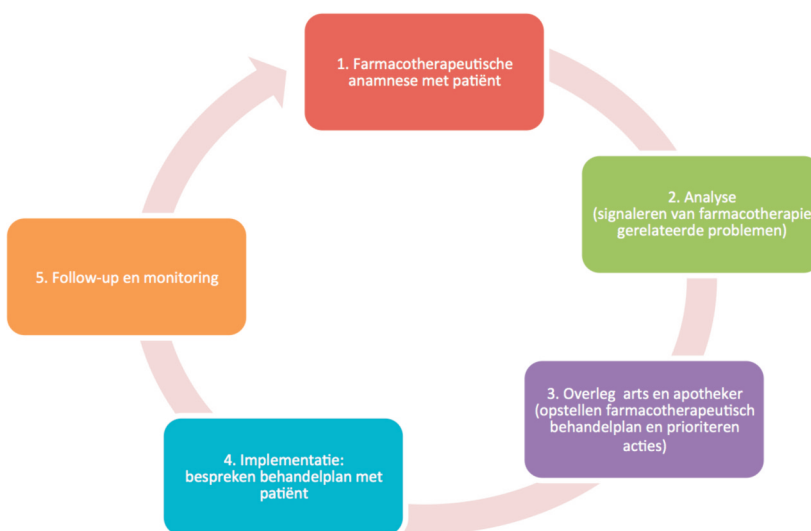 1. Farmacotherapeutische
anamnese met patiënt
2. Analyse
(signaleren van farmacotherapie
gerelateerde problemen)
3. Overleg  arts en apotheker
(opstellen farmacotherapeutisch
behandelplan en prioriteren
acties)
4. Implementatie:
bespreken behandelplan met
patiënt
5. Follow-up en monitoring